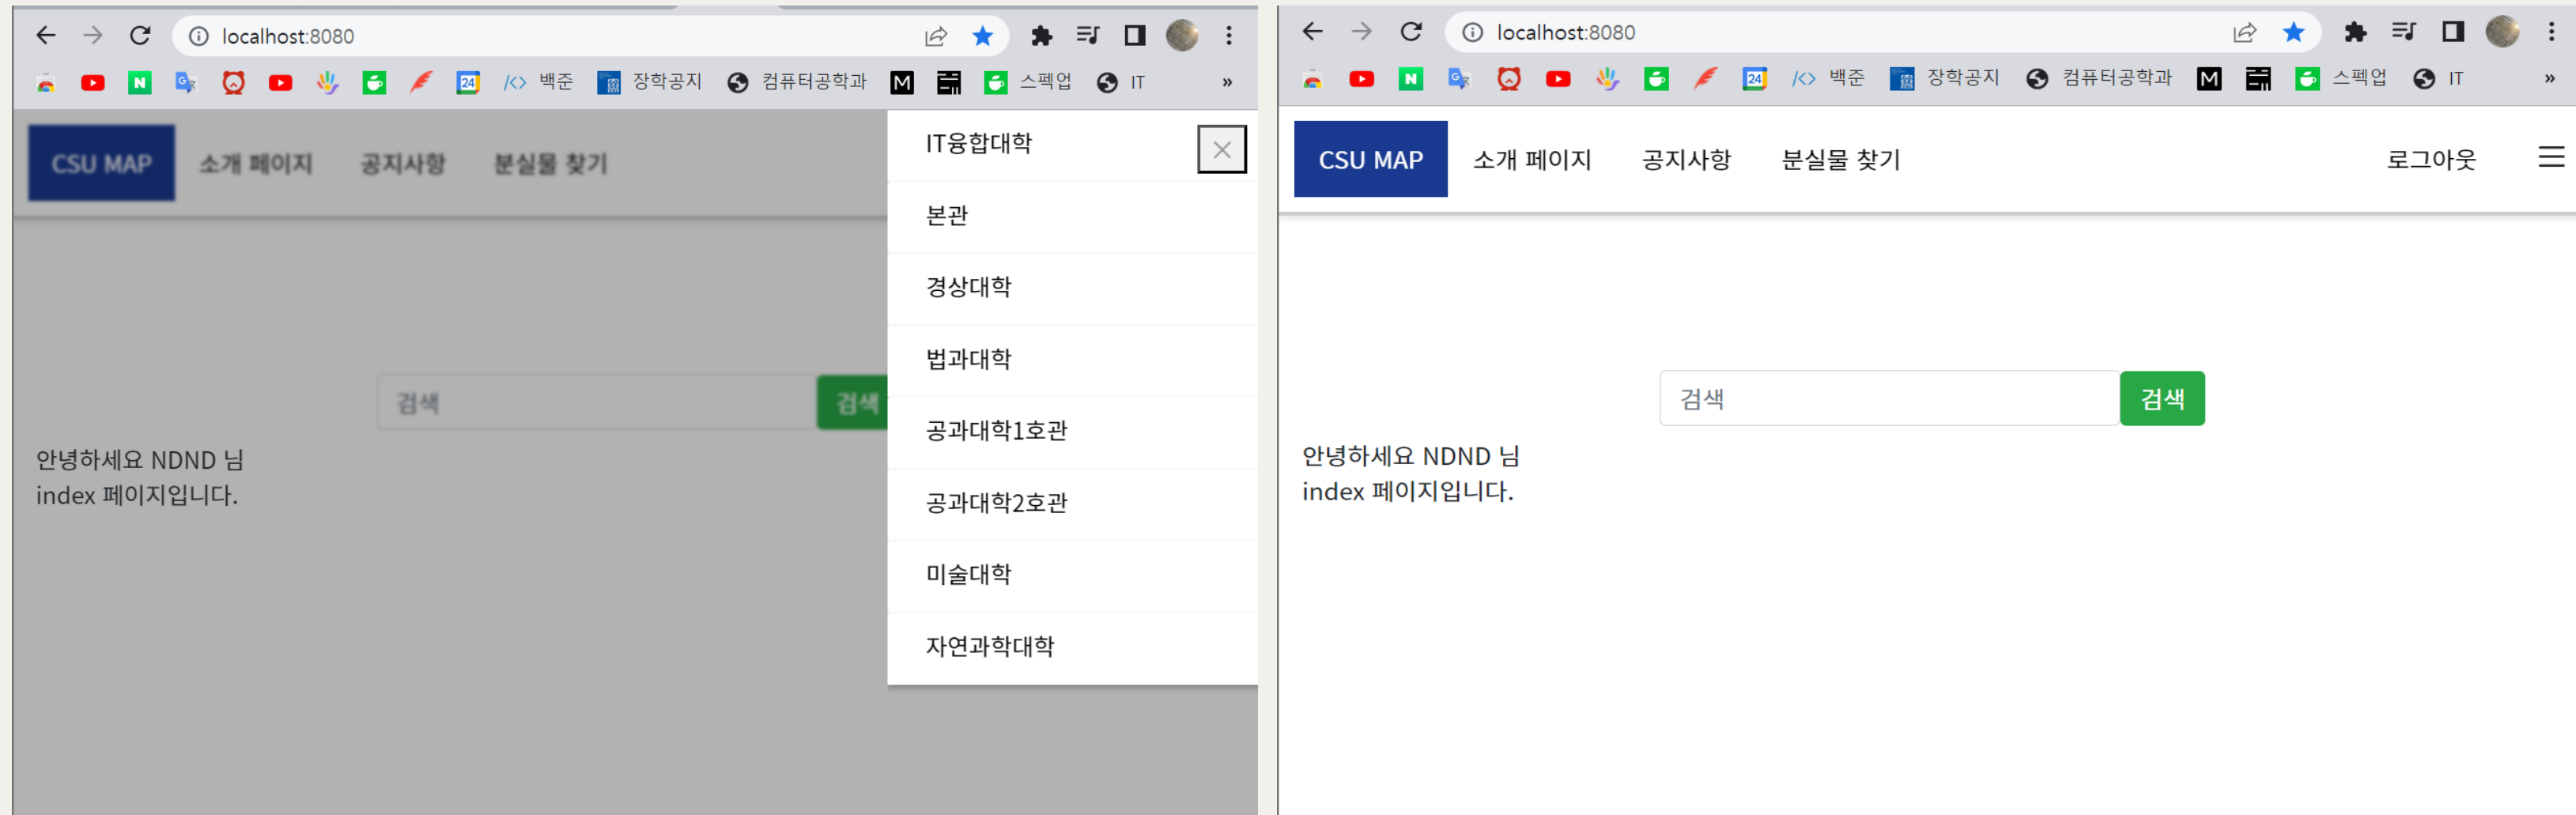 localhost:8080
24 백준 장학공지 컴퓨터공학과 M 스펙업 IT »
CSU MAP 소개 페이지 공지사항 분실물 찾기
검색 검색
안녕하세요 NDND 님
index 페이지입니다.
IT융합대학
본관
경상대학
법과대학
공과대학1호관
공과대학2호관
미술대학
자연과학대학
localhost:8080
24 백준 장학공지 컴퓨터공학과 M 스펙업 IT »
CSU MAP 소개 페이지 공지사항 분실물 찾기 로그아웃
검색 검색
안녕하세요 NDND 님
index 페이지입니다.